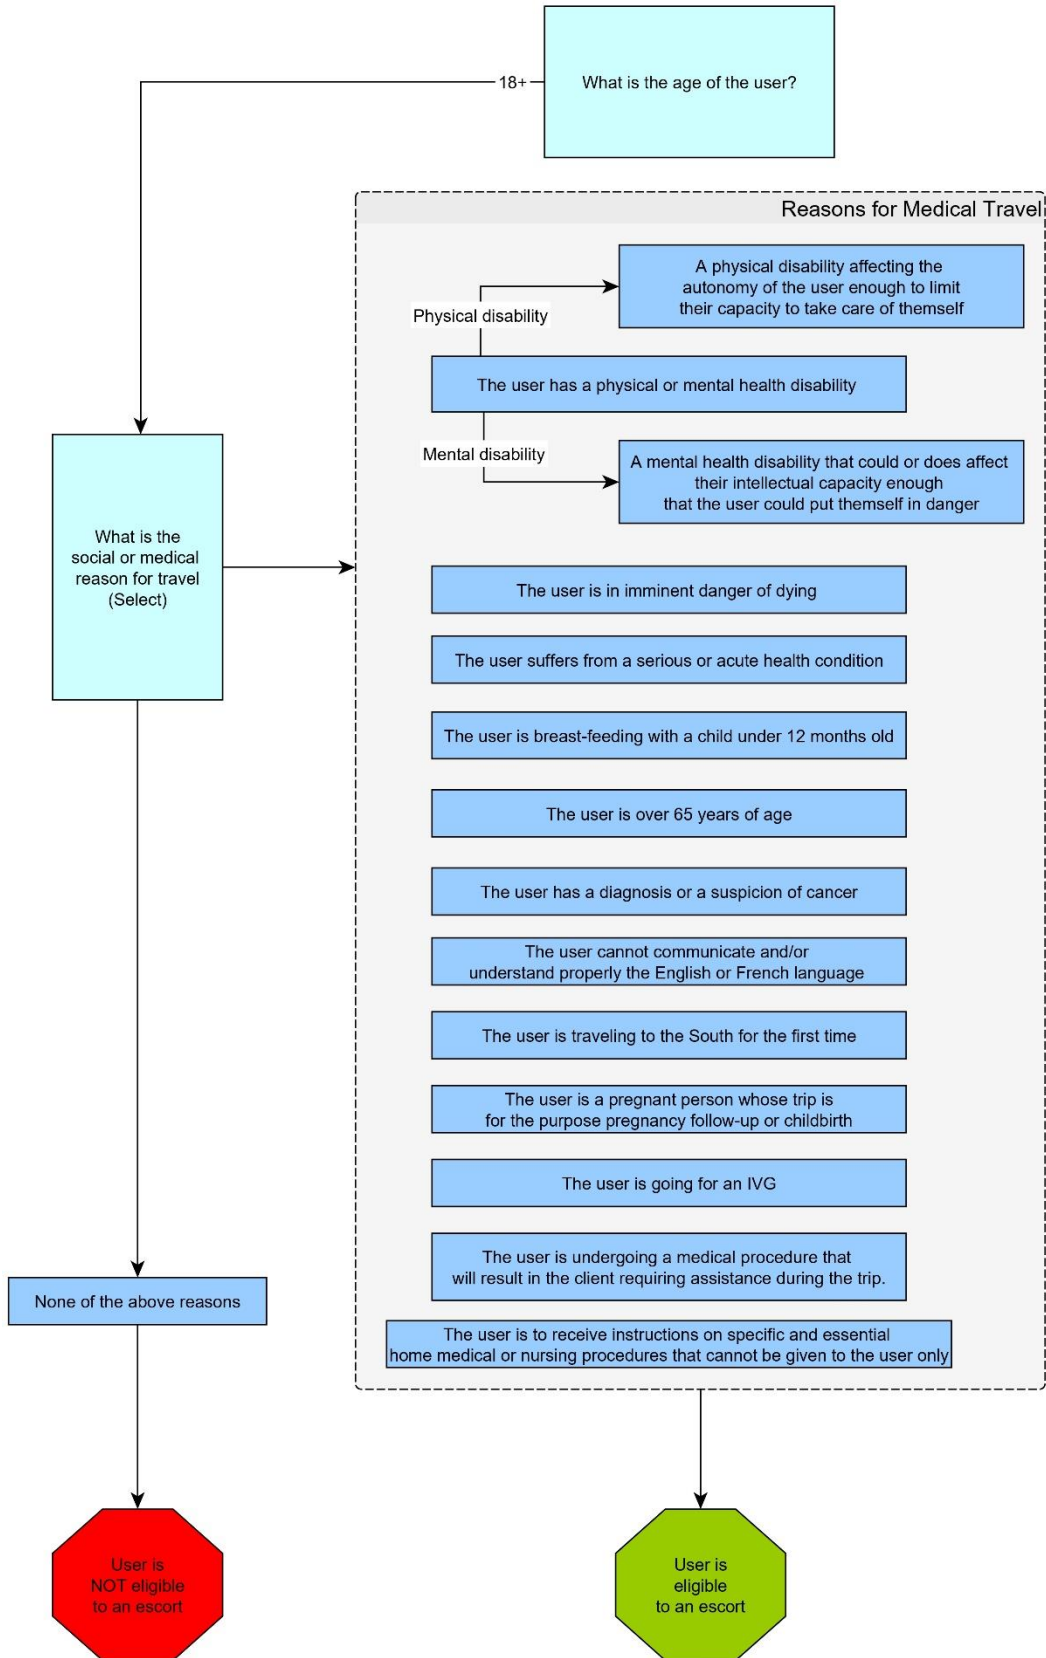 What is the age of the user?
18+
Reasons for Medical Travel
A physical disability affecting the
autonomy of the user enough to limit
their capacity to take care of themself
Physical disability
The user has a physical or mental health disability
Mental disability
A mental health disability that could or does affect
their intellectual capacity enough
that the user could put themself in danger
What is the
social or medical
reason for travel
(Select)
The user is in imminent danger of dying
The user suffers from a serious or acute health condition
The user is breast-feeding with a child under 12 months old
The user is over 65 years of age
The user has a diagnosis or a suspicion of cancer
The user cannot communicate and/or
understand properly the English or French language
The user is traveling to the South for the first time
The user is a pregnant person whose trip is
for the purpose pregnancy follow-up or childbirth
The user is going for an IVG
The user is undergoing a medical procedure that
will result in the client requiring assistance during the trip.
None of the above reasons
The user is to receive instructions on specific and essential
home medical or nursing procedures that cannot be given to the user only
User is
NOT eligible
to an escort
User is
eligible
to an escort